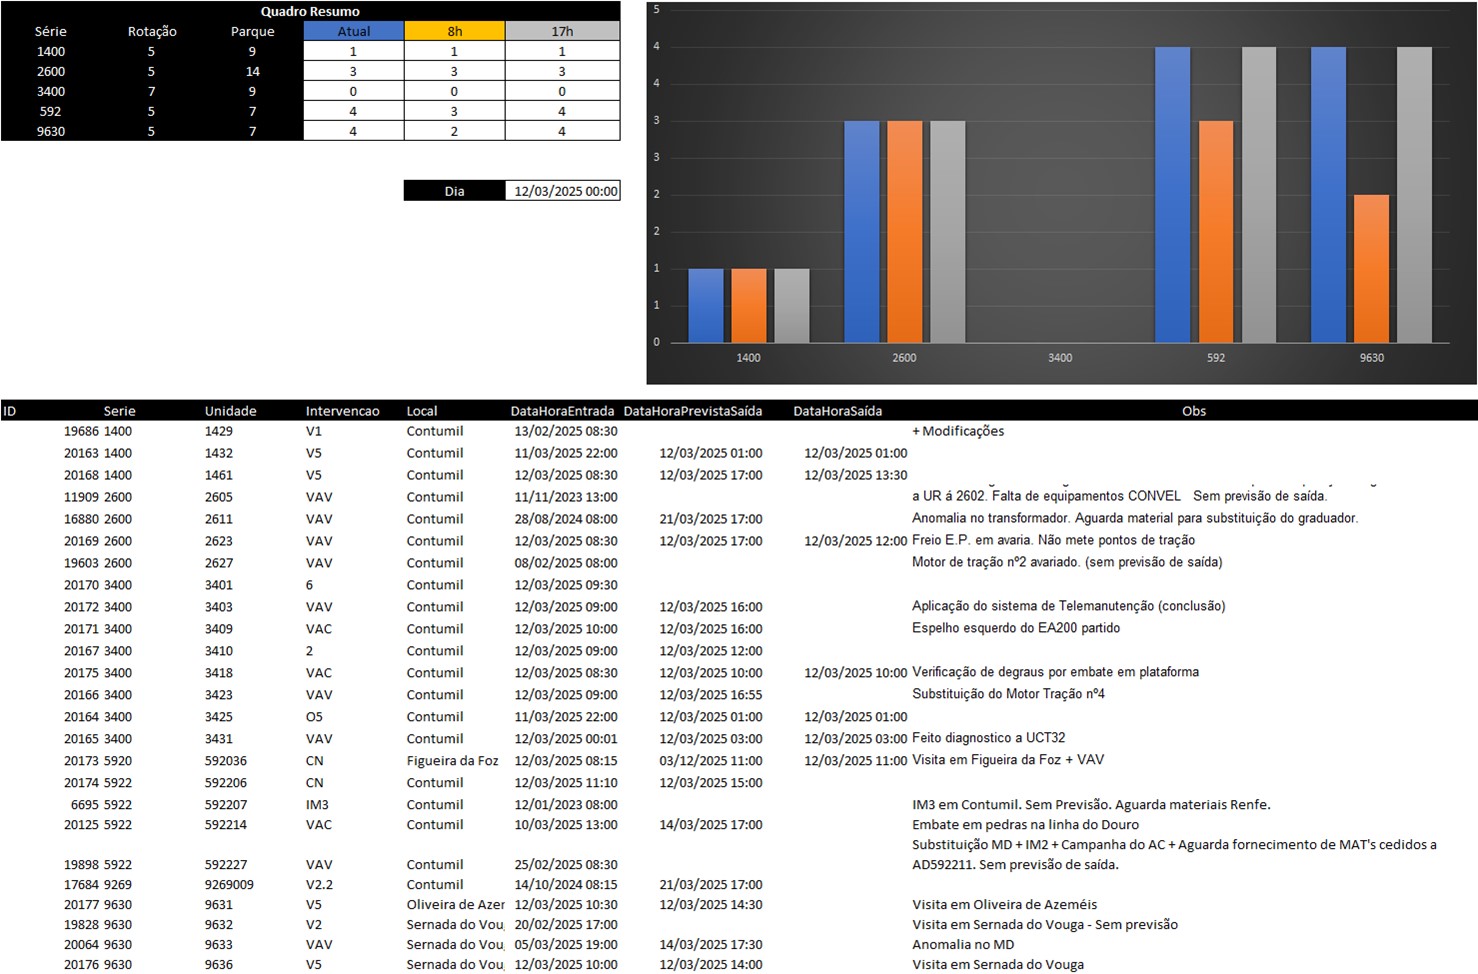 Quadro Resumo
Série Rotação Parque Atual 8h 17h
1400 5 9 1 1 1
2600 5 14 3 3 3
3400 7 9 0 0 0
592 5 7 4 3 4
9630 5 7 4 2 4
Dia 12/03/2025 00:00
5
4
4
3
3
2
2
1
1
0
1400 2600 3400 592 9630
ID Serie Unidade Intervencao Local DataHoraEntrada DataHoraPrevistaSaída DataHoraSaída Obs
19686 1400 1429 V1 Contumil 13/02/2025 08:30 + Modificações
20163 1400 1432 V5 Contumil 11/03/2025 22:00 12/03/2025 01:00 12/03/2025 01:00
20168 1400 1461 V5 Contumil 12/03/2025 08:30 12/03/2025 17:00 12/03/2025 13:30
11909 2600 2605 VAV Contumil 11/11/2023 13:00 a UR á 2602. Falta de equipamentos CONVEL Sem previsão de saída.
16880 2600 2611 VAV Contumil 28/08/2024 08:00 21/03/2025 17:00 Anomalia no transformador. Aguarda material para substituição do graduador.
20169 2600 2623 VAV Contumil 12/03/2025 08:30 12/03/2025 17:00 12/03/2025 12:00 Freio E.P. em avaria. Não mete pontos de tração
19603 2600 2627 VAV Contumil 08/02/2025 08:00 Motor de tração nº2 avariado. (sem previsão de saída)
20170 3400 3401 6 Contumil 12/03/2025 09:30
20172 3400 3403 VAV Contumil 12/03/2025 09:00 12/03/2025 16:00 Aplicação do sistema de Telemanutenção (conclusão)
20171 3400 3409 VAC Contumil 12/03/2025 10:00 12/03/2025 16:00 Espelho esquerdo do EA200 partido
20167 3400 3410 2 Contumil 12/03/2025 09:00 12/03/2025 12:00
20175 3400 3418 VAC Contumil 12/03/2025 08:30 12/03/2025 10:00 12/03/2025 10:00 Verificação de degraus por embate em plataforma
20166 3400 3423 VAV Contumil 12/03/2025 09:00 12/03/2025 16:55 Substituição do Motor Tração nº4
20164 3400 3425 O5 Contumil 11/03/2025 22:00 12/03/2025 01:00 12/03/2025 01:00
20165 3400 3431 VAV Contumil 12/03/2025 00:01 12/03/2025 03:00 12/03/2025 03:00 Feito diagnostico a UCT32
20173 5920 592036 CN Figueira da Foz 12/03/2025 08:15 03/12/2025 11:00 12/03/2025 11:00 Visita em Figueira da Foz + VAV
20174 5922 592206 CN Contumil 12/03/2025 11:10 12/03/2025 15:00
6695 5922 592207 IM3 Contumil 12/01/2023 08:00 IM3 em Contumil. Sem Previsão. Aguarda materiais Renfe.
20125 5922 592214 VAC Contumil 10/03/2025 13:00 14/03/2025 17:00 Embate em pedras na linha do Douro
Substituição MD + IM2 + Campanha do AC + Aguarda fornecimento de MAT's cedidos a
19898 5922 592227 VAV Contumil 25/02/2025 08:30 AD592211. Sem previsão de saída.
17684 9269 9269009 V2.2 Contumil 14/10/2024 08:15 21/03/2025 17:00
20177 9630 9631 V5 Oliveira de Azer 12/03/2025 10:30 12/03/2025 14:30 Visita em Oliveira de Azeméis
19828 9630 9632 V2 Sernada do Vou 20/02/2025 17:00 Visita em Sernada do Vouga - Sem previsão
20064 9630 9633 VAV Sernada do Vou 05/03/2025 19:00 14/03/2025 17:30 Anomalia no MD
20176 9630 9636 V5 Sernada do Vou 12/03/2025 10:00 12/03/2025 14:00 Visita em Sernada do Vouga